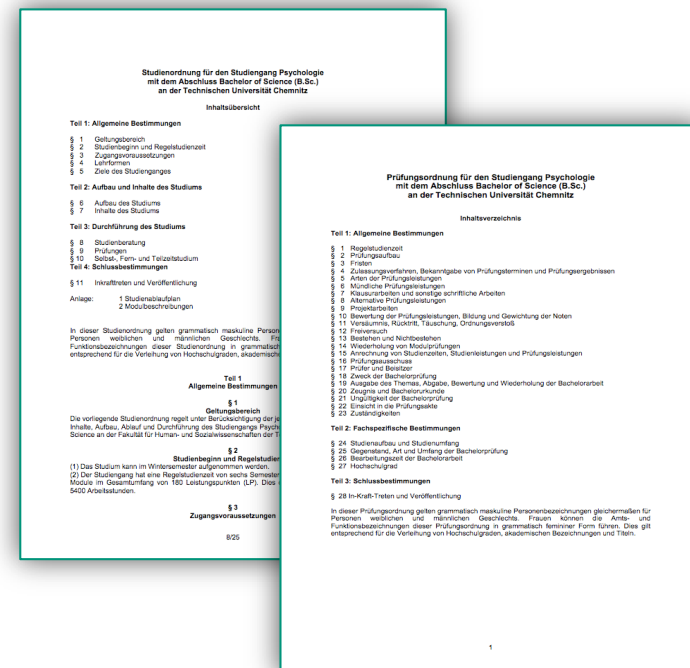 Studienordnung für den Studiengang Psychologie
mit dem Abschluss Bachelor of Science (B.Sc.)
an der Technischen Universität Chemnitz
Inhaltsübersicht
Teil 1: Allgemeine Bestimmungen
§ 1 Geltungsbereich
§ 2 Studienbeginn und Regelstudienzeit
§ 3 Zugangsvoraussetzungen
§ 4 Lehrformen
§ 5 Ziele des Studienganges
Teil 2: Aufbau und Inhalte des Studiums
§ 6 Aufbau des Studiums
§ 7 Inhalte des Studiums
Teil 3: Durchführung des Studiums
§ 8 Studienberatung
§ 9 Prüfungen
§ 10 Selbst-, Fern- und Teilzeitstudium
Teil 4: Schlussbestimmungen
§ 11 Inkrafttreten und Veröffentlichung
Anlage: 1 Studienablaufplan
2 Modulbeschreibungen
In dieser Studienordnung gelten grammatisch maskuline
Personen weiblichen und männlichen Geschlechts.
Funktionsbezeichnungen dieser Studienordnung in
entsprechend für die Verleihung von Hochschulgraden,
Teil 1
Allgemeine Bestimmungen
§ 1
Geltungsbereich
Die vorliegende Studienordnung regelt unter Berücksichtigung der
Inhalte, Aufbau, Ablauf und Durchführung des Studiengangs
Science an der Fakultät für Human- und Sozialwissenschaften der
§ 2
Studienbeginn und
(1) Das Studium kann im Wintersemester aufgenommen werden.
(2) Der Studiengang hat eine Regelstudienzeit von sechs
Module im Gesamtumfang von 180 Leistungspunkten (LP). Dies
5400 Arbeitsstunden.
§ 3
Zugangsvoraussetzungen
8/25
Prüfungsordnung für den Studiengang Psychologie
mit dem Abschluss Bachelor of Science (B.Sc.)
an der Technischen Universität Chemnitz
Inhaltsverzeichnis
Teil 1: Allgemeine Bestimmungen
§ 1 Regelstudienzeit
§ 2 Prüfungsaufbau
§ 3 Fristen
§ 4 Zulassungsverfahren, Bekanntgabe von Prüfungsterminen und Prüfungsergebnissen
§ 5 Arten der Prüfungsleistungen
§ 6 Mündliche Prüfungsleistungen
§ 7 Klausurarbeiten und sonstige schriftliche Arbeiten
§ 8 Alternative Prüfungsleistungen
§ 9 Projektarbeiten
§ 10 Bewertung der Prüfungsleistungen, Bildung und Gewichtung der Noten
§ 11 Versäumnis, Rücktritt, Täuschung, Ordnungsverstoß
§ 12 Freiversuch
§ 13 Bestehen und Nichtbestehen
§ 14 Wiederholung von Modulprüfungen
§ 15 Anrechnung von Studienzeiten, Studienleistungen und Prüfungsleistungen
§ 16 Prüfungsausschuss
§ 17 Prüfer und Beisitzer
§ 18 Zweck der Bachelorprüfung
§ 19 Ausgabe des Themas, Abgabe, Bewertung und Wiederholung der Bachelorarbeit
§ 20 Zeugnis und Bachelorurkunde
§ 21 Ungültigkeit der Bachelorprüfung
§ 22 Einsicht in die Prüfungsakte
§ 23 Zuständigkeiten
Teil 2: Fachspezifische Bestimmungen
§ 24 Studienaufbau und Studienumfang
§ 25 Gegenstand, Art und Umfang der Bachelorprüfung
§ 26 Bearbeitungszeit der Bachelorarbeit
§ 27 Hochschulgrad
Teil 3: Schlussbestimmungen
§ 28 In-Kraft-Treten und Veröffentlichung
In dieser Prüfungsordnung gelten grammatisch maskuline Personenbezeichnungen gleichermaßen für
Personen weiblichen und männlichen Geschlechts. Frauen können die Amts- und
Funktionsbezeichnungen dieser Prüfungsordnung in grammatisch femininer Form führen. Dies gilt
entsprechend für die Verleihung von Hochschulgraden, akademischen Bezeichnungen und Titeln.
1